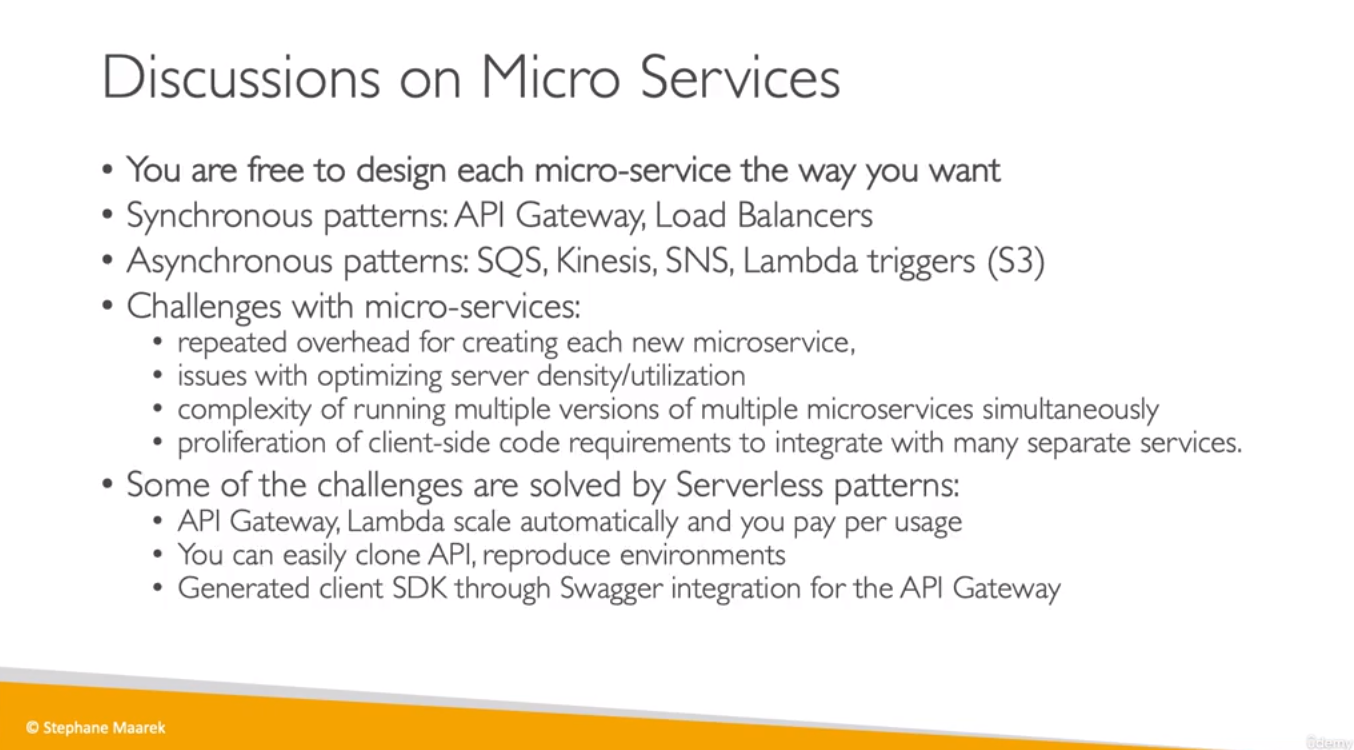 Discussions on Micro Services
• You are free to design each micro-service the way you want
• Synchronous patterns: API Gateway, Load Balancers
• Asynchronous patterns: SQS, Kinesis, SNS, Lambda triggers (S3)
• Challenges with micro-services:
• repeated overhead for creating each new microservice,
• issues with optimizing server density/utilization
• complexity of running multiple versions of multiple microservices simultaneously
• proliferation of client-side code requirements to integrate with many separate services.
• Some of the challenges are solved by Serverless patterns:
• API Gateway, Lambda scale automatically and you pay per usage
• You can easily clone API, reproduce environments
• Generated client SDK through Swagger integration for the API Gateway
© Stephane Maarek
ûdemy